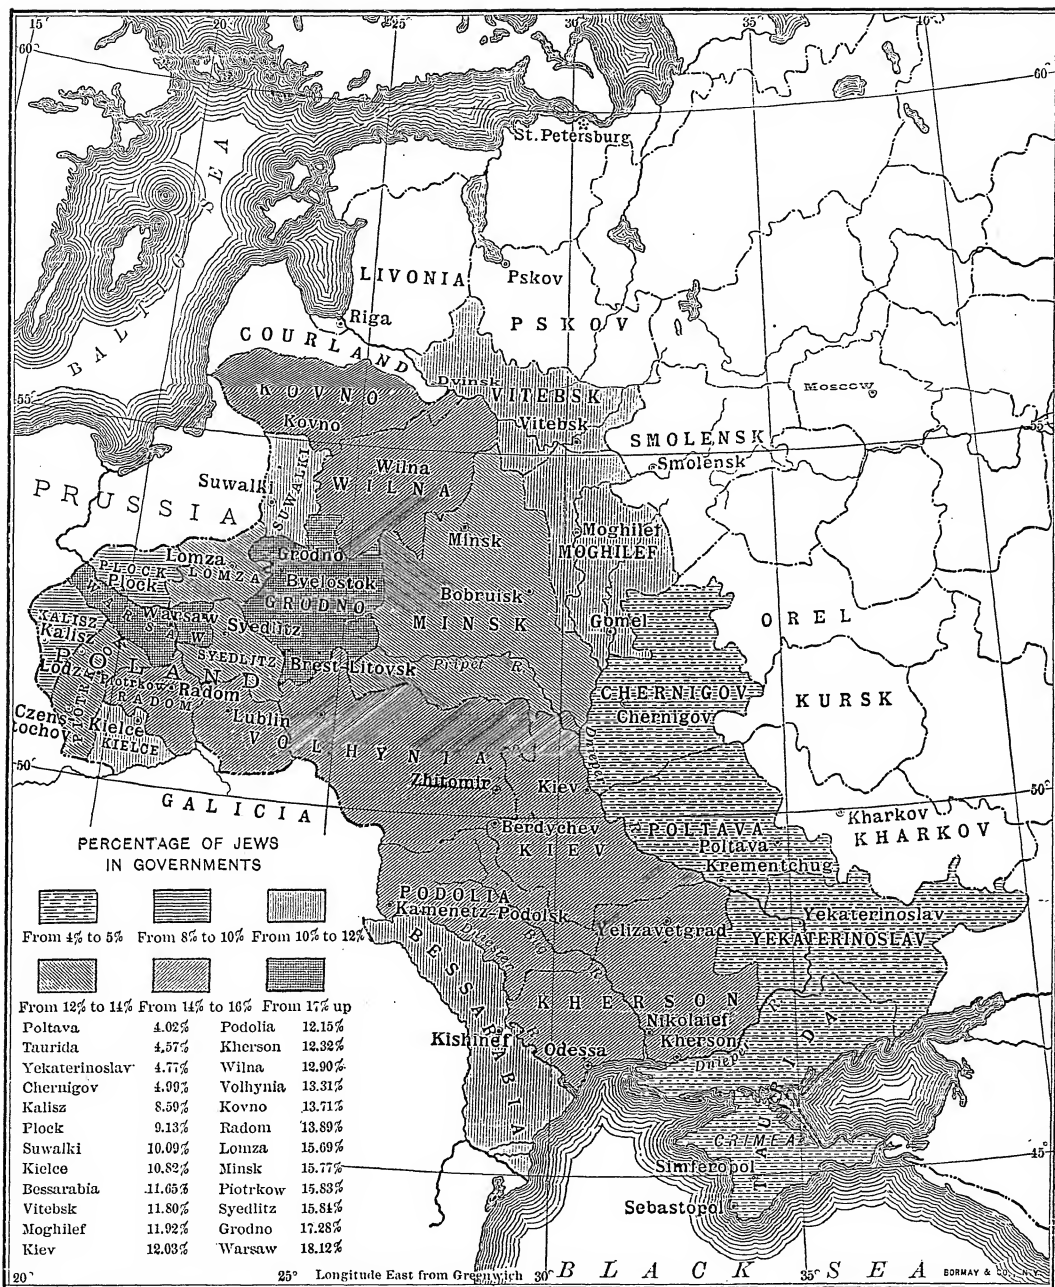 15°
20°
25
30°
35°
40
60°
60°
St. Petersburg
BALTIC SEA
LIVONIA
Pskov
Riga
PSKOV
COURLAND
Dvinsk
KOVNO
VITEBSK
Moscow
55°
Kovno
Vitebsk
55°
SMOLENSK
Smolensk
Wilna
Suwalki
SUWALKI
WILNA
PRUSSIA
Minsk
Moghilef
MOGHILEF
Lomza
Grodno
PLOCK
LOMZA
Plock
Byelostok
GRODNO
Bobruisk
WARSAW
Warsaw
MINSK
Gomel
OREL
KALISZ
Kalisz
Syedlitz
POLAND
SYEDLITZ
Brest-Litovsk
Pripet R.
Lodz
Piotrkow
PIOTRKOW
Radom
RADOM
CHERNIGOV
KURSK
Chernigov
Czens-
tocho
Kielce
KIELCE
Lublin
VOLHYNIA
Dnieper
50°
Zhitomir
Kiev
50°
GALICIA
Kharkov
KHARKOV
Berdychev
KIEV
POLTAVA
Poltava
Krementchug
PERCENTAGE OF JEWS
IN GOVERNMENTS
PODOLIA
Kamenetz-Podolsk
Yekaterinoslav
From 4% to 5% From 8% to 10% From 10% to 12%
BESSARABIA
Dniester
Bug
R.
Yelizavetgrad
YEKATERINOSLAV
From 12% to 14% From 14% to 16% From 17% up
KHERSON
Nikolaief
Kishinef
Odessa
Kherson
Dnieper
TAURIDA
Poltava 4.02% Podolia 12.15%
Taurida 4.57% Kherson 12.32%
Yekaterinoslav 4.77% Wilna 12.90%
Chernigov 4.99% Volhynia 13.31%
Kalisz 8.59% Kovno 13.71%
Plock 9.13% Radom 13.89%
Suwalki 10.09% Lomza 15.69%
Kielce 10.82% Minsk 15.77%
Bessarabia 11.65% Piotrkow 15.83%
Vitebsk 11.80% Syedlitz 15.84%
Moghilef 11.92% Grodno 17.28%
Kiev 12.03% Warsaw 18.12%
CRIMEA
45°
Simferopol
Sebastopol
20°
25° Longitude East from Greenwich 30°
BLACK SEA
35°
BORMAY & CO., N.Y.